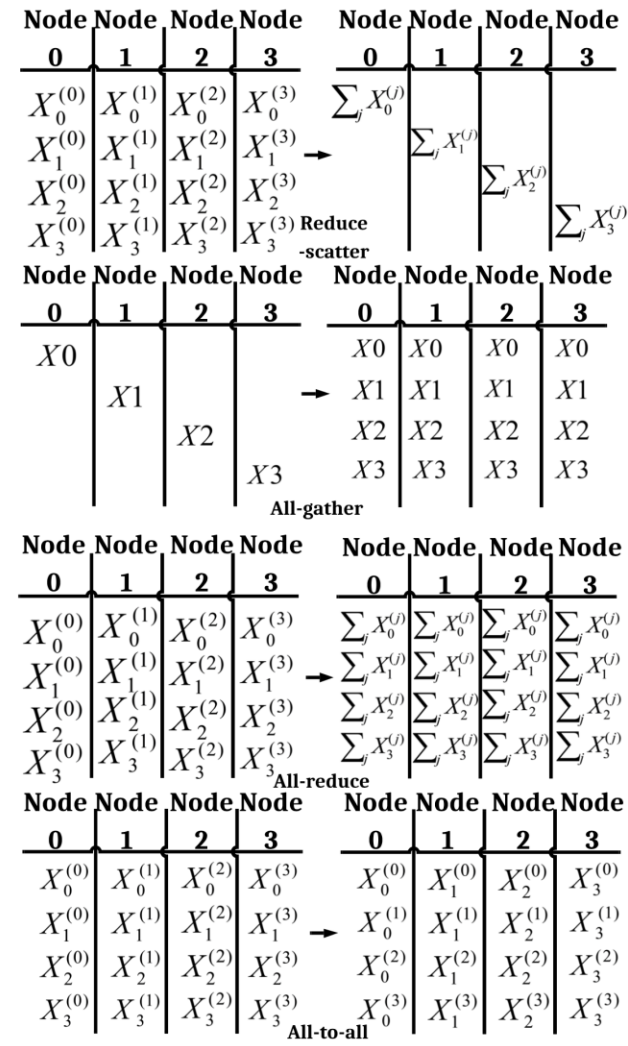 Node Node Node Node Node Node Node Node
0 1 2 3 0 1 2 3
X_0^{(0)} X_0^{(1)} X_0^{(2)} X_0^{(3)} ∑_j X_0^{(j)}
X_1^{(0)} X_1^{(1)} X_1^{(2)} X_1^{(3)} → ∑_j X_1^{(j)}
X_2^{(0)} X_2^{(1)} X_2^{(2)} X_2^{(3)} ∑_j X_2^{(j)}
X_3^{(0)} X_3^{(1)} X_3^{(2)} X_3^{(3)} ∑_j X_3^{(j)}
Reduce
-scatter
Node Node Node Node Node Node Node Node
0 1 2 3 0 1 2 3
X0 X0 X0 X0 X0
X1 → X1 X1 X1 X1
X2 X2 X2 X2 X2
X3 X3 X3 X3 X3
All-gather
Node Node Node Node Node Node Node Node
0 1 2 3 0 1 2 3
X_0^{(0)} X_0^{(1)} X_0^{(2)} X_0^{(3)} ∑_j X_0^{(j)} ∑_j X_0^{(j)} ∑_j X_0^{(j)} ∑_j X_0^{(j)}
X_1^{(0)} X_1^{(1)} X_1^{(2)} X_1^{(3)} → ∑_j X_1^{(j)} ∑_j X_1^{(j)} ∑_j X_1^{(j)} ∑_j X_1^{(j)}
X_2^{(0)} X_2^{(1)} X_2^{(2)} X_2^{(3)} ∑_j X_2^{(j)} ∑_j X_2^{(j)} ∑_j X_2^{(j)} ∑_j X_2^{(j)}
X_3^{(0)} X_3^{(1)} X_3^{(2)} X_3^{(3)} ∑_j X_3^{(j)} ∑_j X_3^{(j)} ∑_j X_3^{(j)} ∑_j X_3^{(j)}
All-reduce
Node Node Node Node Node Node Node Node
0 1 2 3 0 1 2 3
X_0^{(0)} X_0^{(1)} X_0^{(2)} X_0^{(3)} X_0^{(0)} X_1^{(0)} X_2^{(0)} X_3^{(0)}
X_1^{(0)} X_1^{(1)} X_1^{(2)} X_1^{(3)} → X_0^{(1)} X_1^{(1)} X_2^{(1)} X_3^{(1)}
X_2^{(0)} X_2^{(1)} X_2^{(2)} X_2^{(3)} X_0^{(2)} X_1^{(2)} X_2^{(2)} X_3^{(2)}
X_3^{(0)} X_3^{(1)} X_3^{(2)} X_3^{(3)} X_0^{(3)} X_1^{(3)} X_2^{(3)} X_3^{(3)}
All-to-all